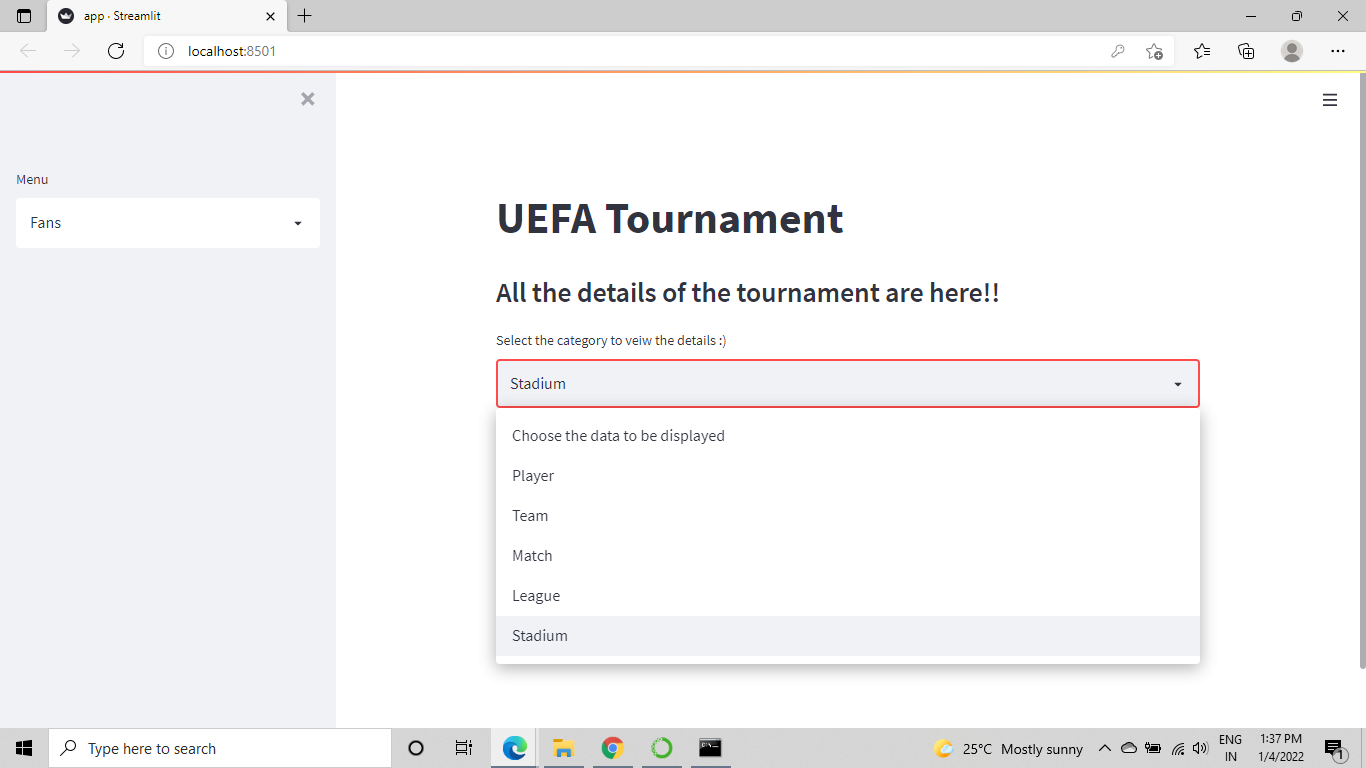 app · Streamlit
localhost:8501
Menu
Fans
UEFA Tournament
All the details of the tournament are here!!
Select the category to veiw the details :)
Stadium
Choose the data to be displayed
Player
Team
Match
League
Stadium
Type here to search
25°C Mostly sunny
ENG
IN
1:37 PM
1/4/2022
1